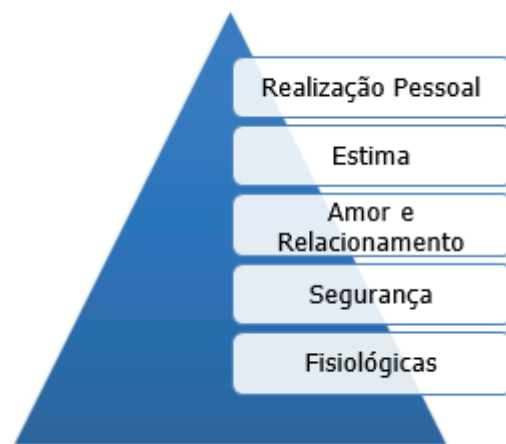 Realização Pessoal
Estima
Amor e
Relacionamento
Segurança
Fisiológicas